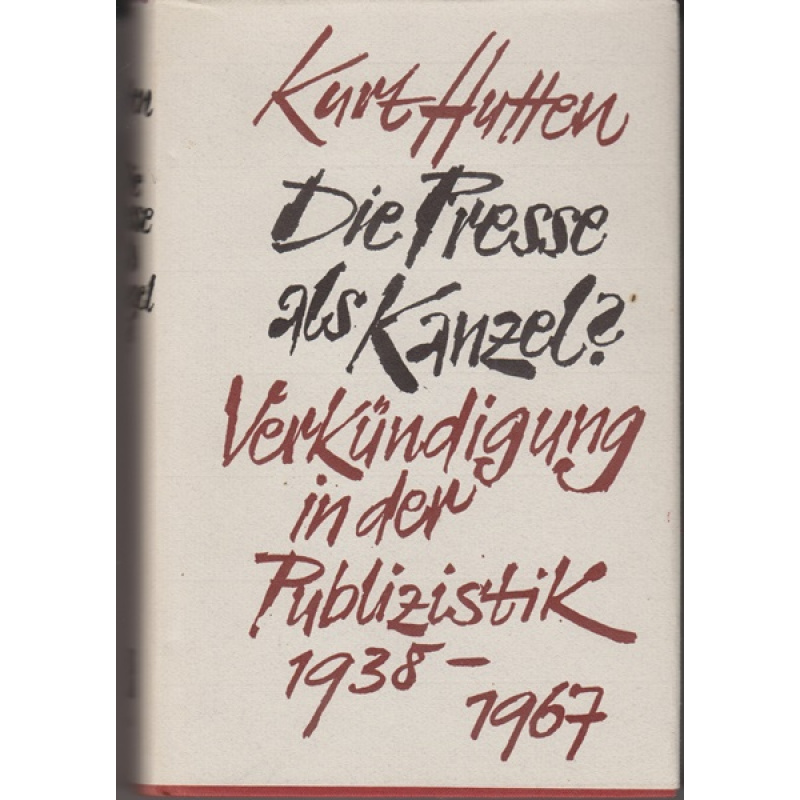 Kurt Hutten
Die Presse
als Kanzel?
Verkündigung
in der
Publizistik
1938–
1967